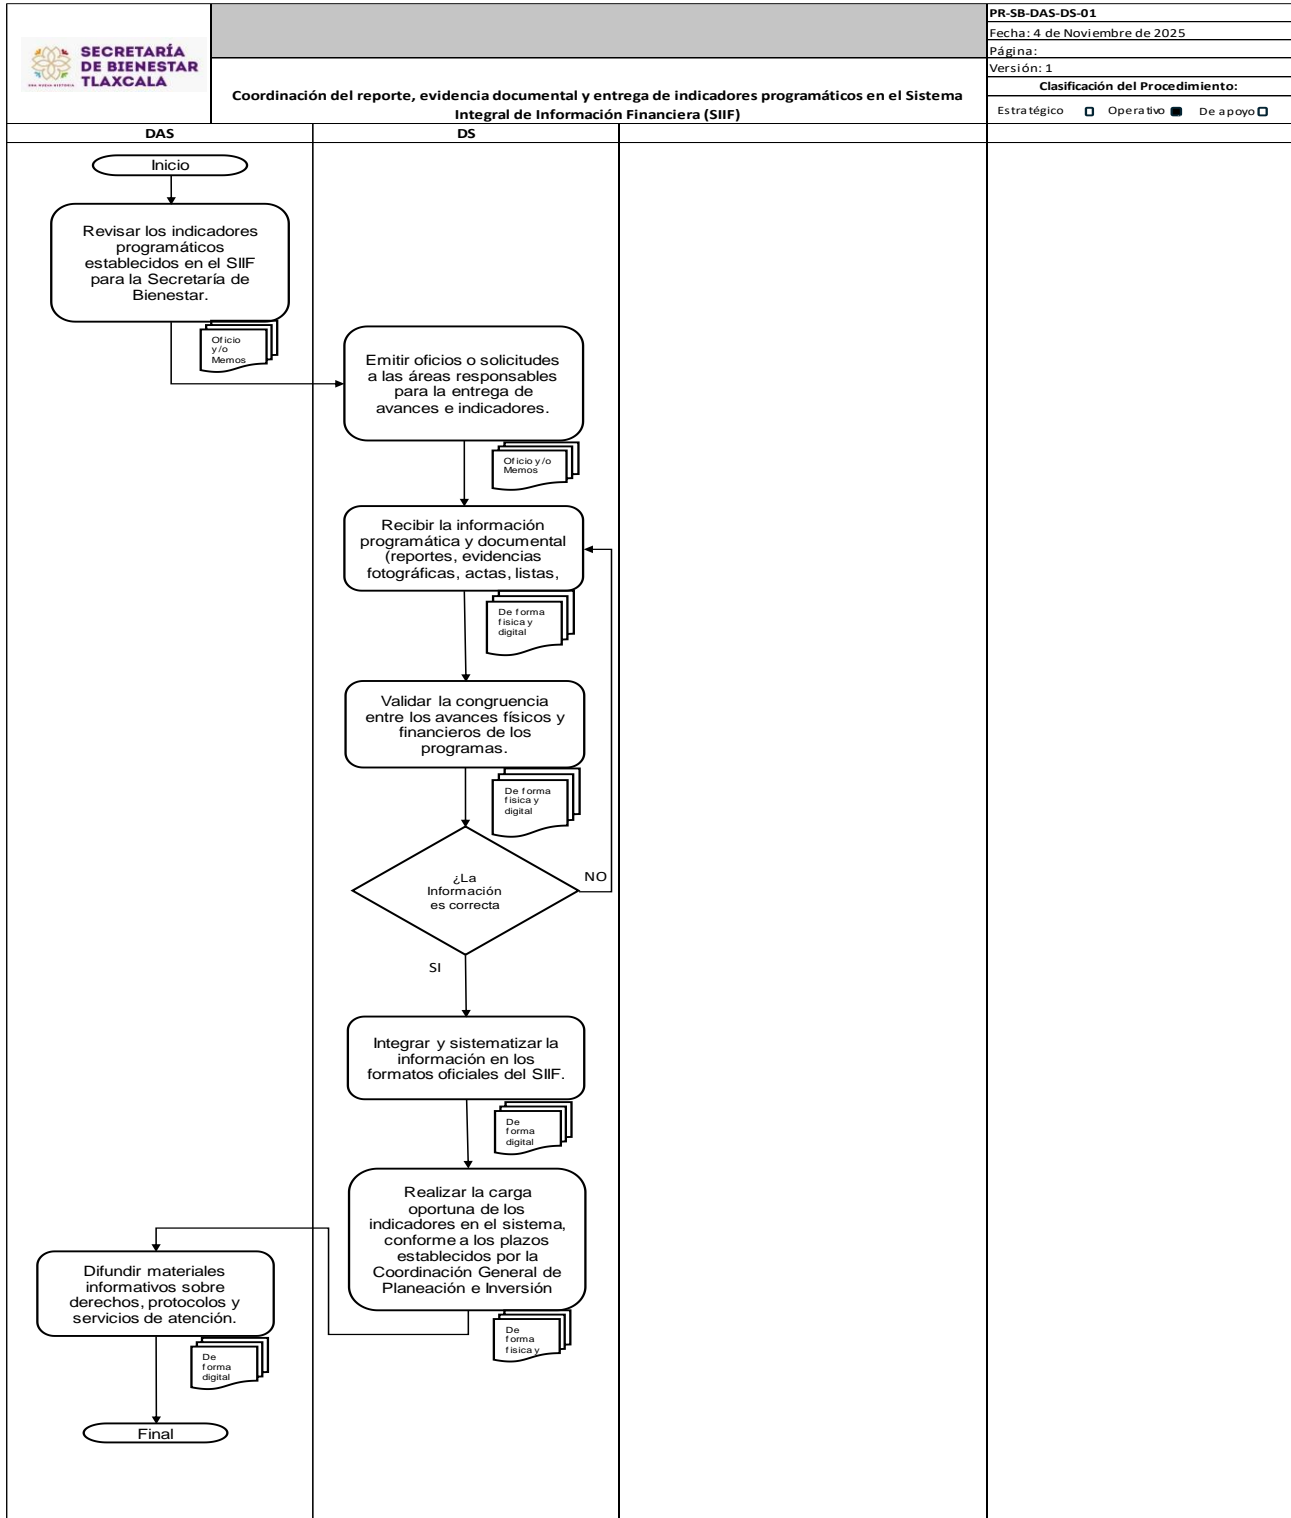 SECRETARÍA
DE BIENESTAR
TLAXCALA
UNA NUEVA HISTORIA
PR-SB-DAS-DS-01
Fecha: 4 de Noviembre de 2025
Página:
Versión: 1
Clasificación del Procedimiento:
Estratégico Operativo De apoyo
Coordinación del reporte, evidencia documental y entrega de indicadores programáticos en el Sistema
Integral de Información Financiera (SIIF)
DAS
DS
Inicio
Revisar los indicadores
programáticos
establecidos en el SIIF
para la Secretaría de
Bienestar.
Oficio
y/o
Memos
Emitir oficios o solicitudes
a las áreas responsables
para la entrega de
avances e indicadores.
Oficio y/o
Memos
Recibir la información
programática y documental
(reportes, evidencias
fotográficas, actas, listas,
De forma
fisica y
digital
Validar la congruencia
entre los avances físicos y
financieros de los
programas.
De forma
fisica y
digital
¿La
Información
es correcta
NO
SI
Integrar y sistematizar la
información en los
formatos oficiales del SIIF.
De
forma
digital
Realizar la carga
oportuna de los
indicadores en el sistema,
conforme a los plazos
establecidos por la
Coordinación General de
Planeación e Inversión
De
forma
fisica y
Difundir materiales
informativos sobre
derechos, protocolos y
servicios de atención.
De
forma
digital
Final